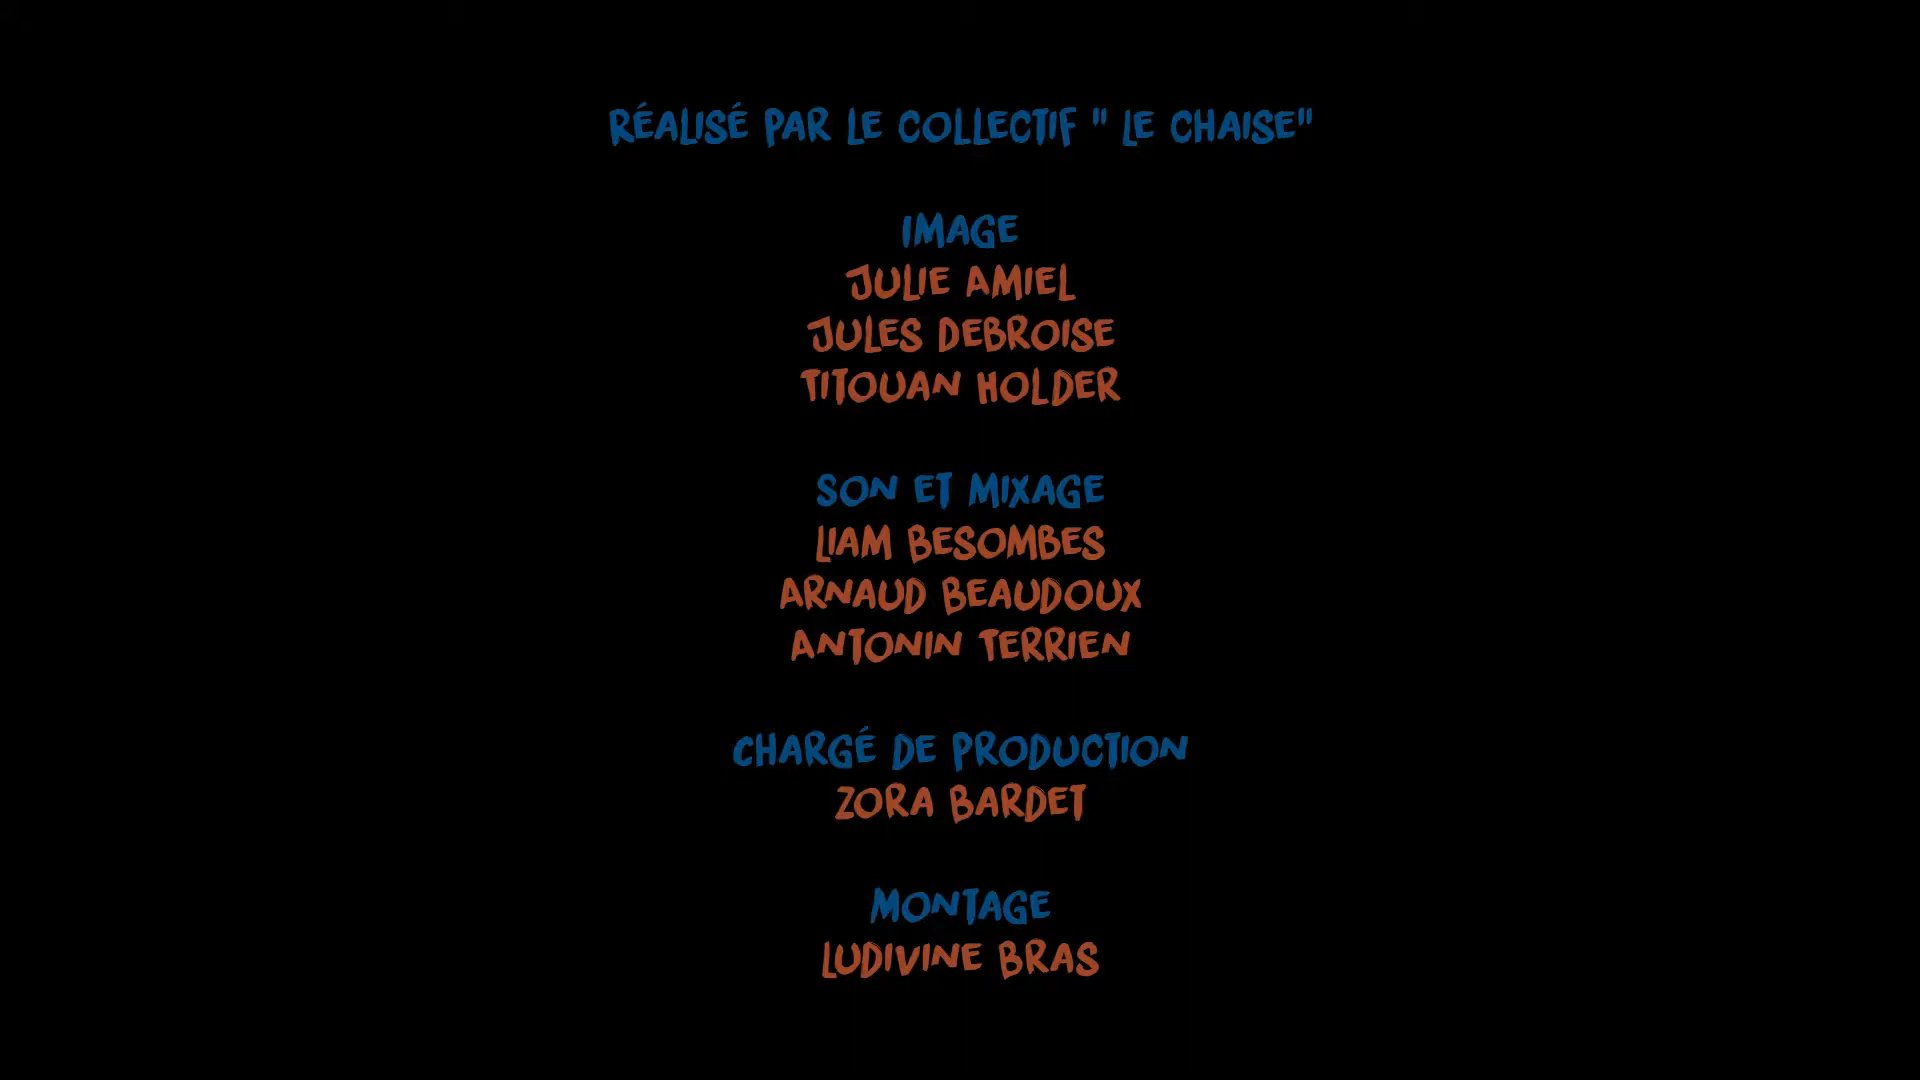 RÉALISÉ PAR LE COLLECTIF " LE CHAISE"
IMAGE
JULIE AMIEL
JULES DEBROISE
TITOUAN HOLDER
SON ET MIXAGE
LIAM BESOMBES
ARNAUD BEAUDOUX
ANTONIN TERRIEN
CHARGÉ DE PRODUCTION
ZORA BARDET
MONTAGE
LUDIVINE BRAS